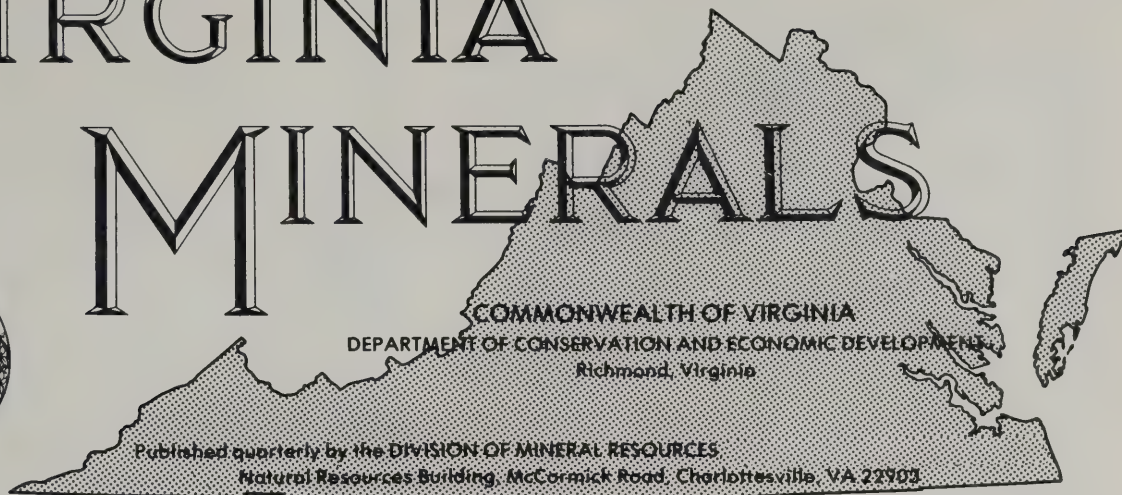 IRGINIA
MINERALS
COMMONWEALTH OF VIRGINIA
DEPARTMENT OF CONSERVATION AND ECONOMIC DEVELOPMENT
Richmond, Virginia
Published quarterly by the DIVISION OF MINERAL RESOURCES
Natural Resources Building, McCormick Road, Charlottesville, VA 22903